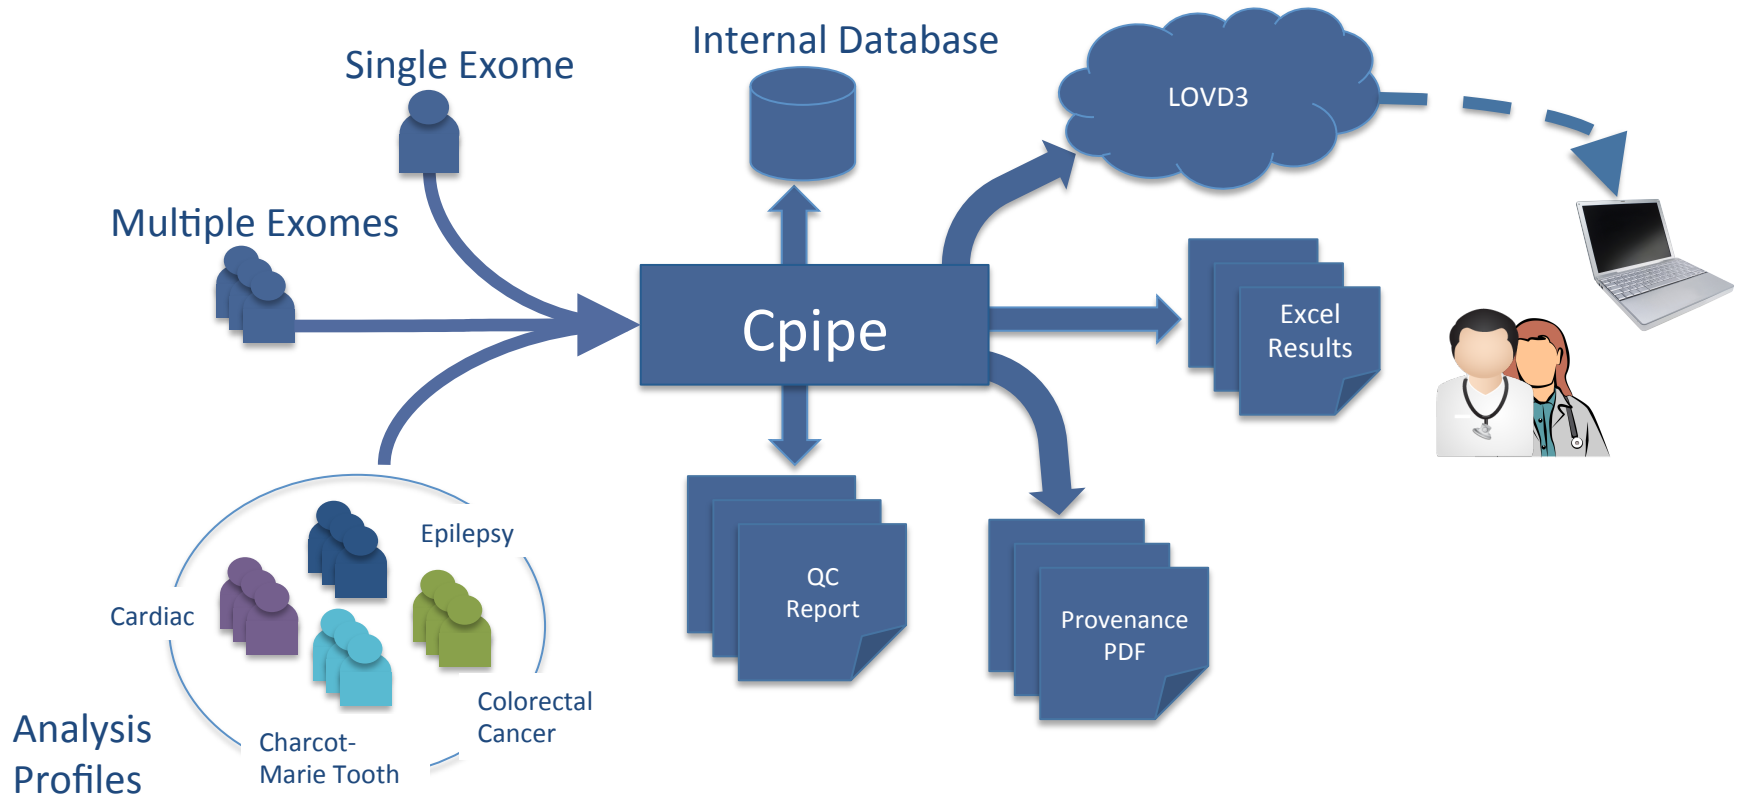 Single Exome
Internal Database
LOVD3
Multiple Exomes
Cpipe
Excel
Results
QC
Report
Provenance
PDF
Epilepsy
Cardiac
Colorectal
Cancer
Charcot-
Marie Tooth
Analysis
Profiles